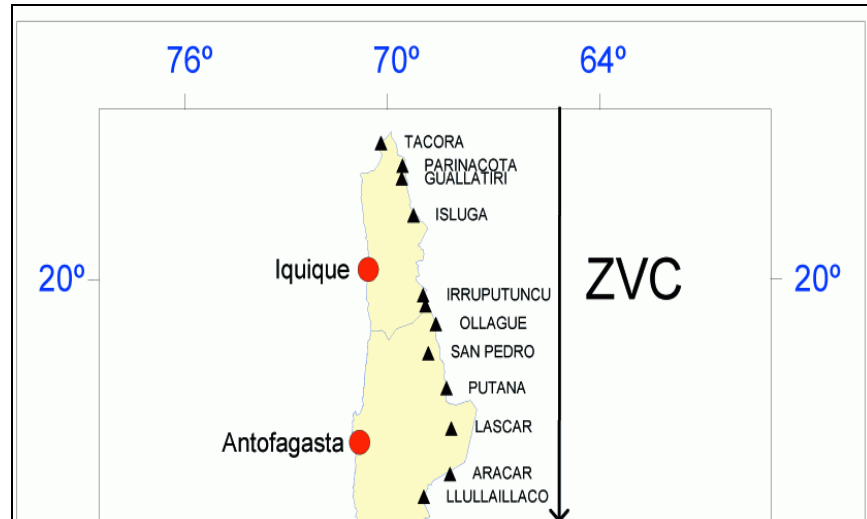 76º 70º 64º
TACORA
PARINACOTA
GUALLATIRI
ISLUGA
Iquique
ZVC
20º 20º
IRRUPUTUNCU
OLLAGUE
SAN PEDRO
PUTANA
LASCAR
Antofagasta
ARACAR
LLULLAILLACO